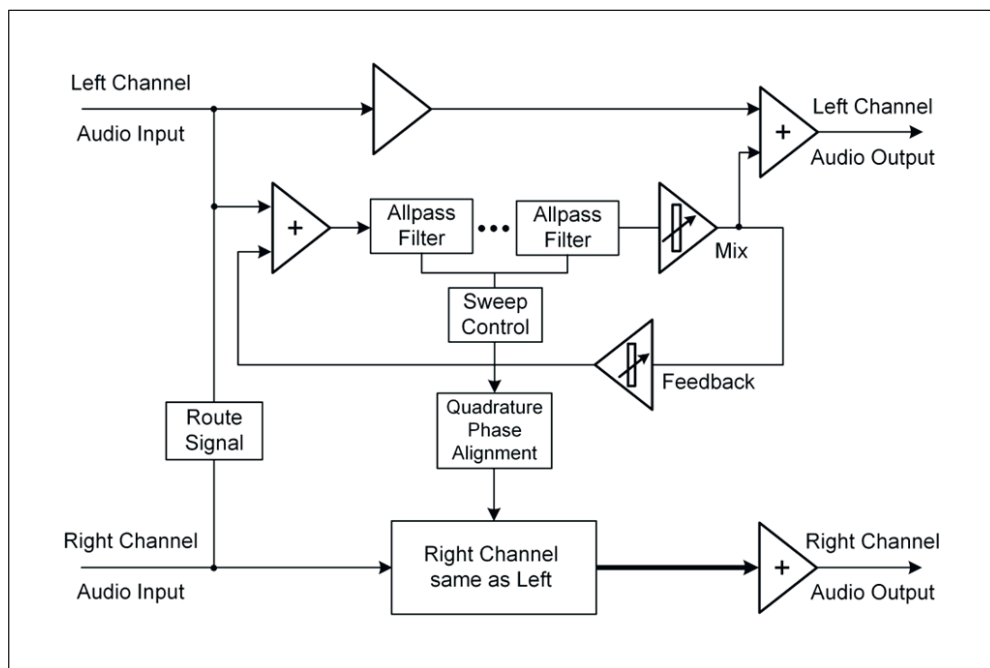 Left Channel
Audio Input
Left Channel
Audio Output
+
+
Allpass
Filter
•••
Allpass
Filter
Mix
Sweep
Control
Feedback
Route
Signal
Quadrature
Phase
Alignment
Right Channel
Audio Input
Right Channel
same as Left
+
Right Channel
Audio Output